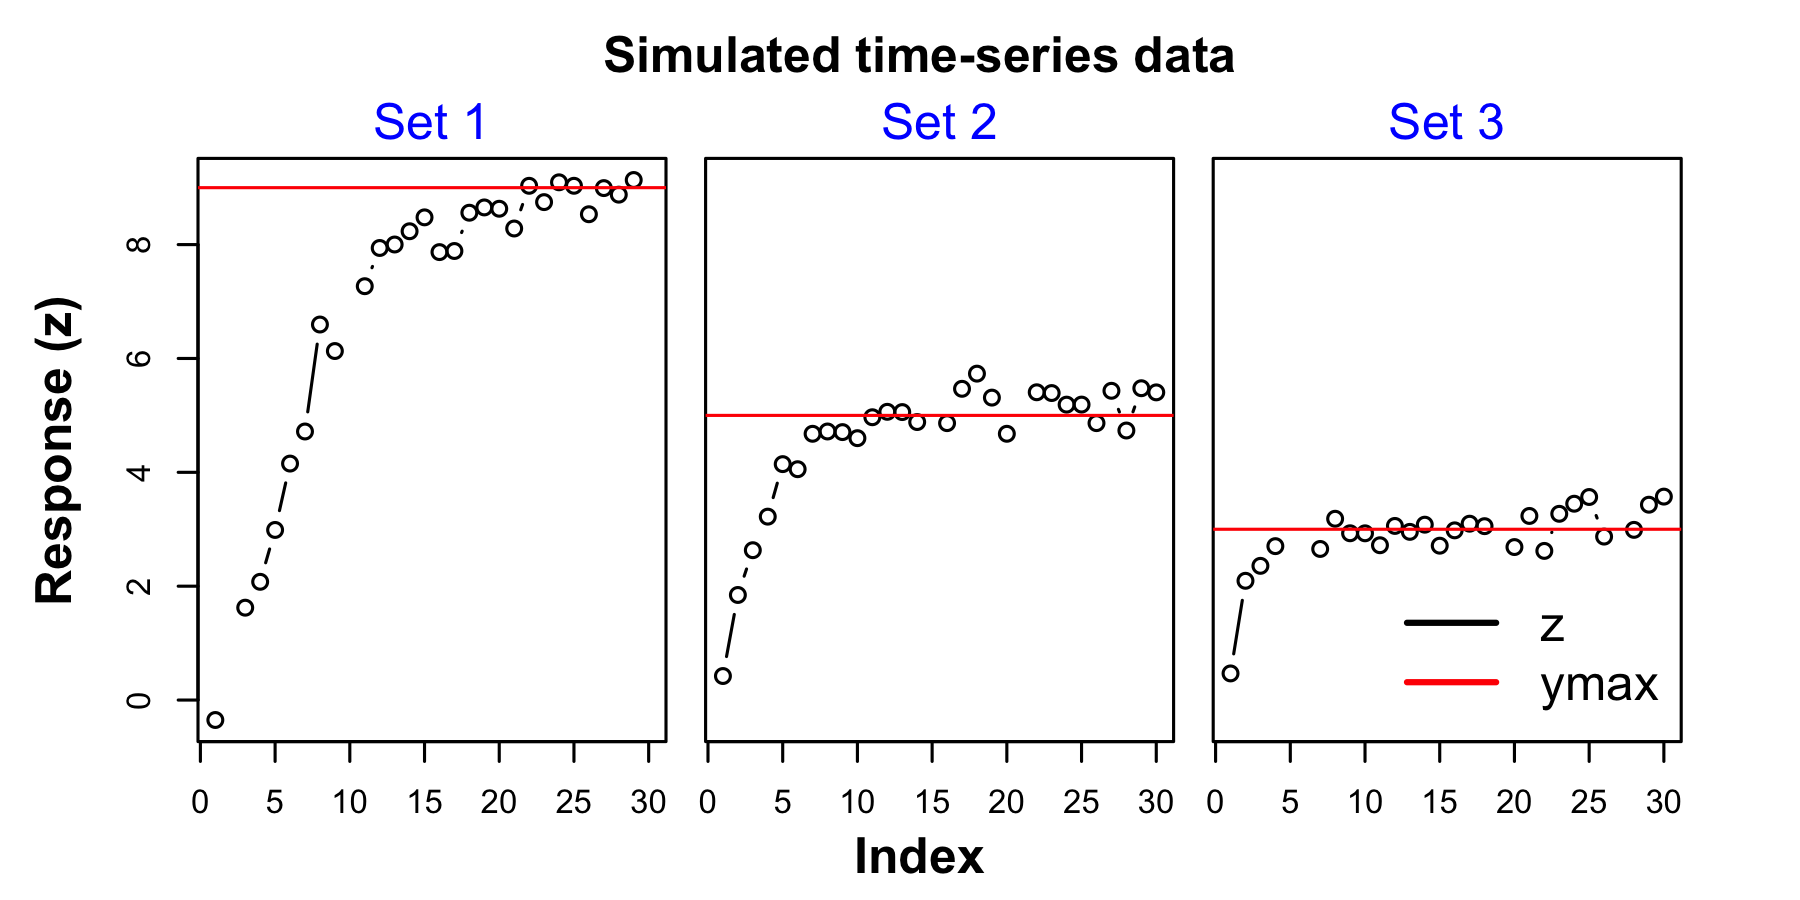 Simulated time-series data
Set 1 Set 2 Set 3
Response (z)
8
6
4
2
0
z
ymax
0 5 10 15 20 25 30 0 5 10 15 20 25 30 0 5 10 15 20 25 30
Index